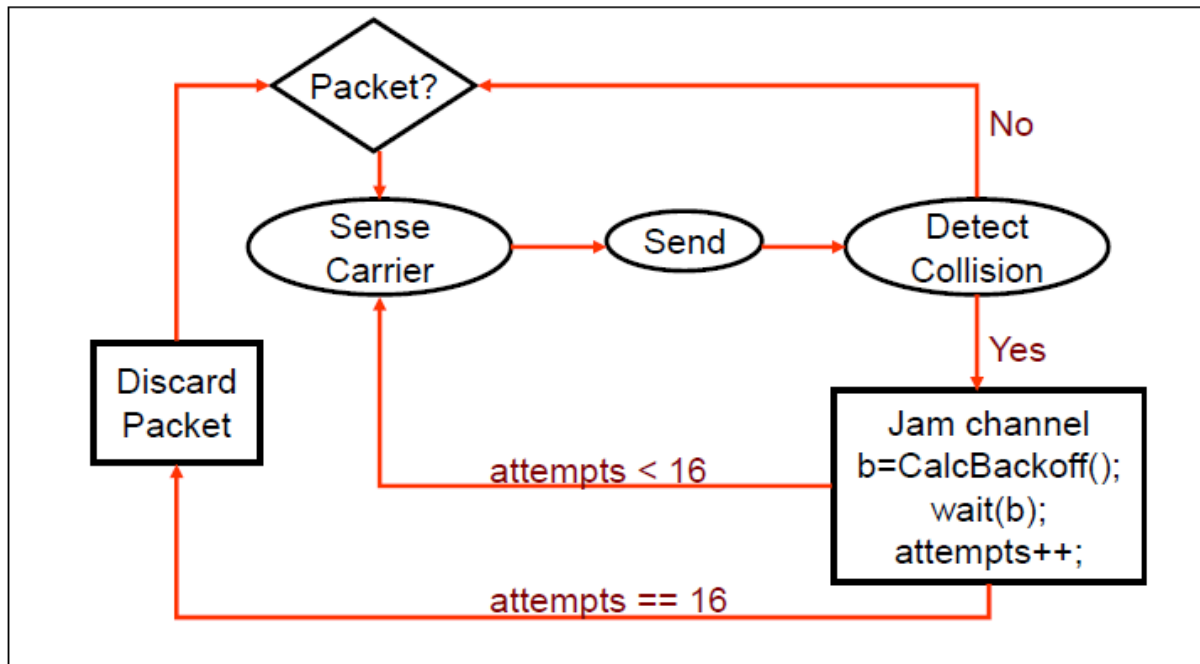 Packet?
No
Sense
Carrier
Send
Detect
Collision
Yes
Discard
Packet
Jam channel
b=CalcBackoff();
wait(b);
attempts++;
attempts < 16
attempts == 16